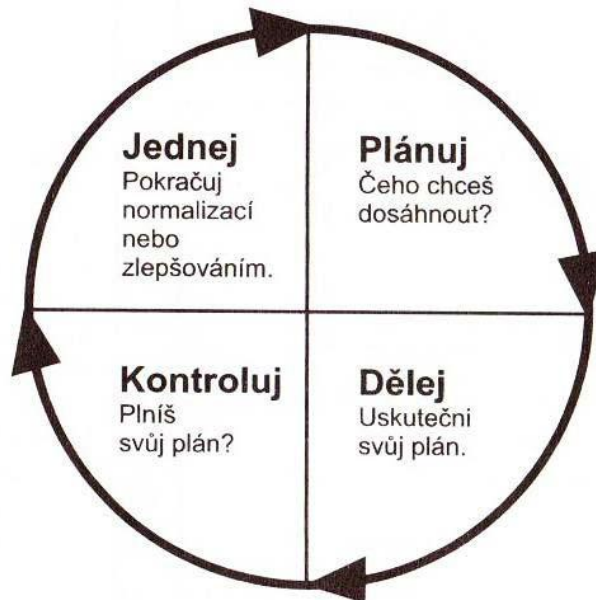 Jednej
Pokračuj
normalizací
nebo
zlepšováním.
Plánuj
Čeho chceš
dosáhnout?
Kontroluj
Plníš
svůj plán?
Dělej
Uskutečni
svůj plán.